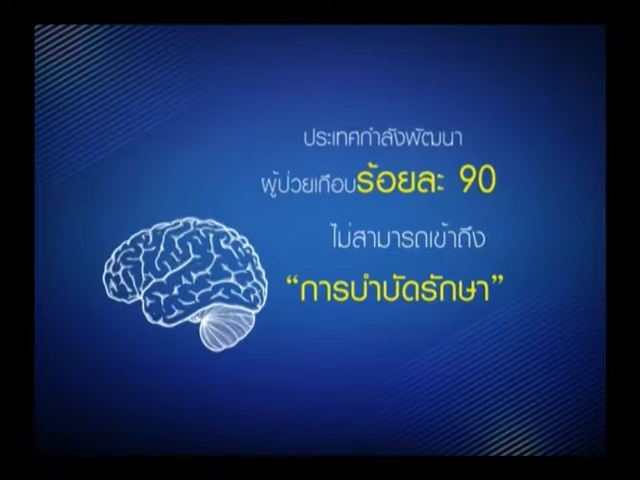 ประเทศกำลังพัฒนา
ผู้ป่วยเกือบร้อยละ 90
ไม่สามารถเข้าถึง
“การบำบัดรักษา”